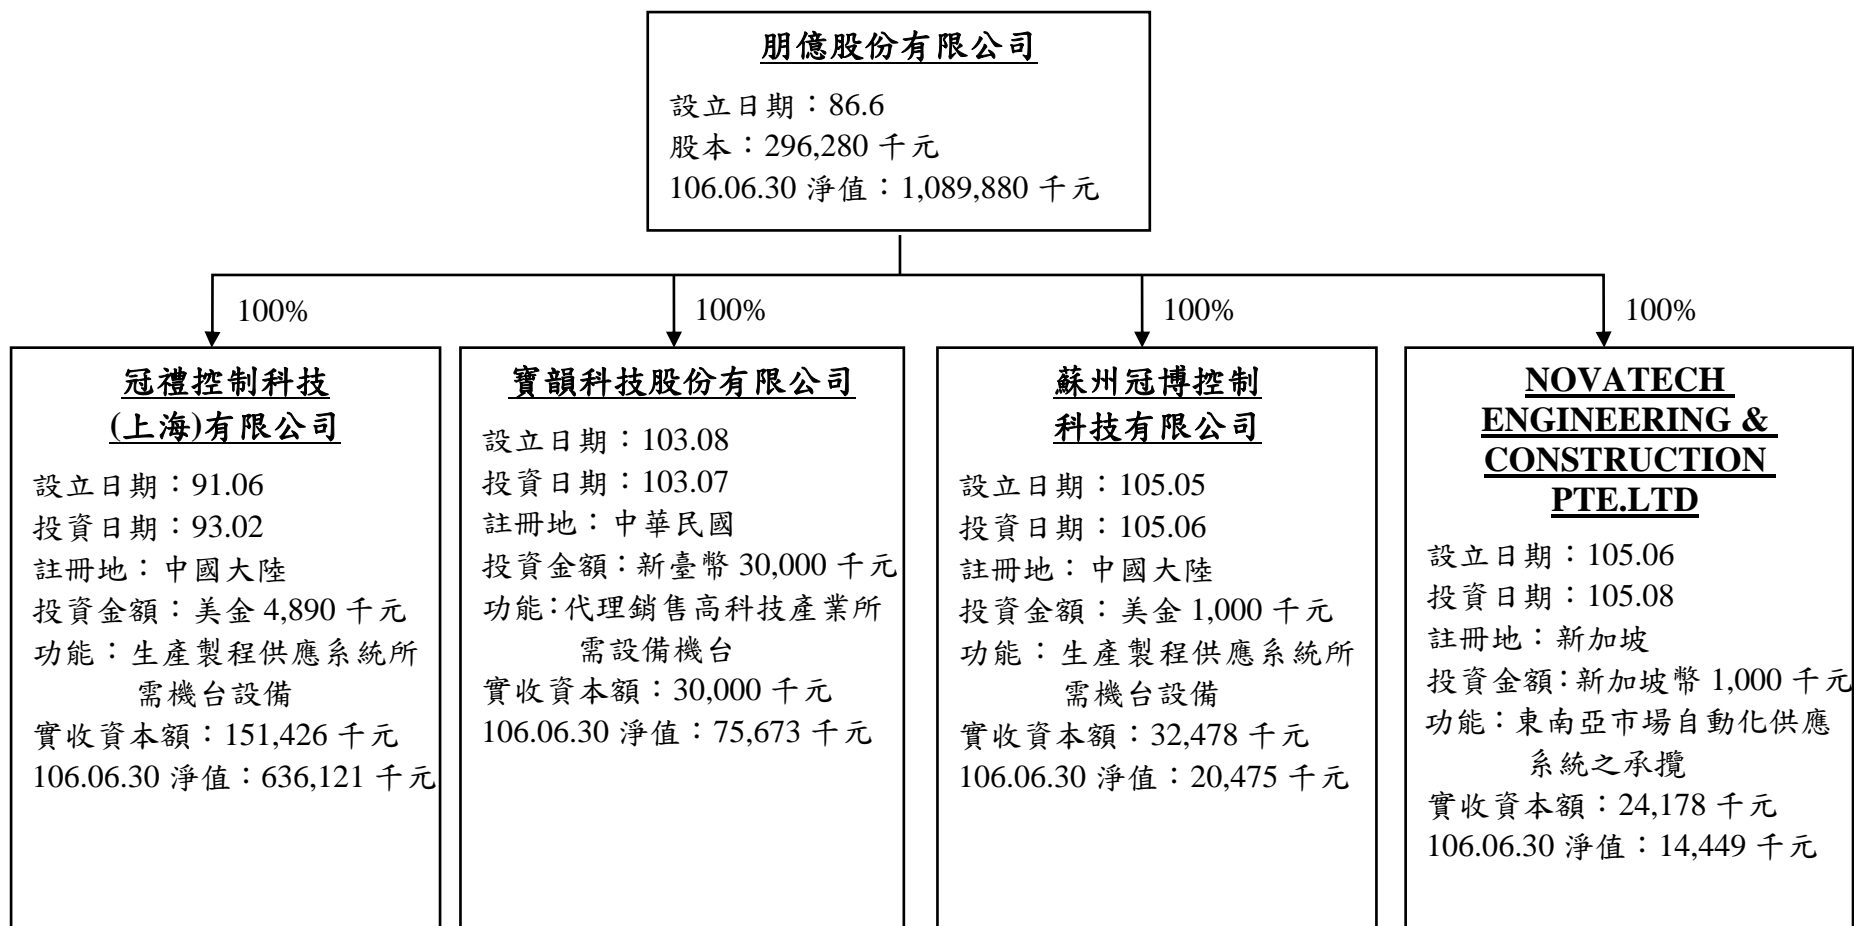 朋億股份有限公司
設立日期：86.6
股本：296,280 千元
106.06.30 淨值：1,089,880 千元
100%
100%
100%
100%
冠禮控制科技
(上海)有限公司
設立日期：91.06
投資日期：93.02
註冊地：中國大陸
投資金額：美金 4,890 千元
功能：生產製程供應系統所
需機台設備
實收資本額：151,426 千元
106.06.30 淨值：636,121 千元
寶韻科技股份有限公司
設立日期：103.08
投資日期：103.07
註冊地：中華民國
投資金額：新臺幣 30,000 千元
功能：代理銷售高科技產業所
需設備機台
實收資本額：30,000 千元
106.06.30 淨值：75,673 千元
蘇州冠博控制
科技有限公司
設立日期：105.05
投資日期：105.06
註冊地：中國大陸
投資金額：美金 1,000 千元
功能：生產製程供應系統所
需機台設備
實收資本額：32,478 千元
106.06.30 淨值：20,475 千元
NOVATECH
ENGINEERING &
CONSTRUCTION
PTE.LTD
設立日期：105.06
投資日期：105.08
註冊地：新加坡
投資金額：新加坡幣 1,000 千元
功能：東南亞市場自動化供應
系統之承攬
實收資本額：24,178 千元
106.06.30 淨值：14,449 千元